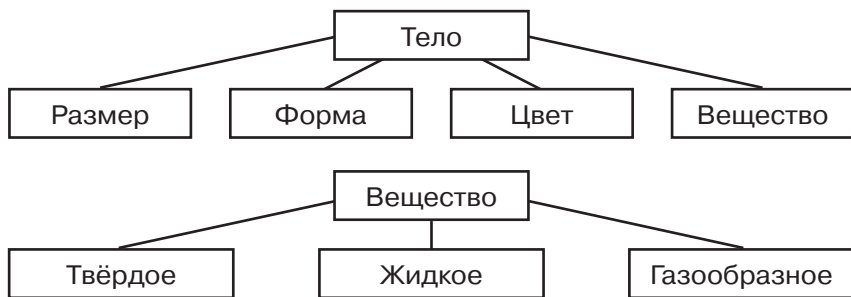 Тело
Размер Форма Цвет Вещество
Вещество
Твёрдое Жидкое Газообразное